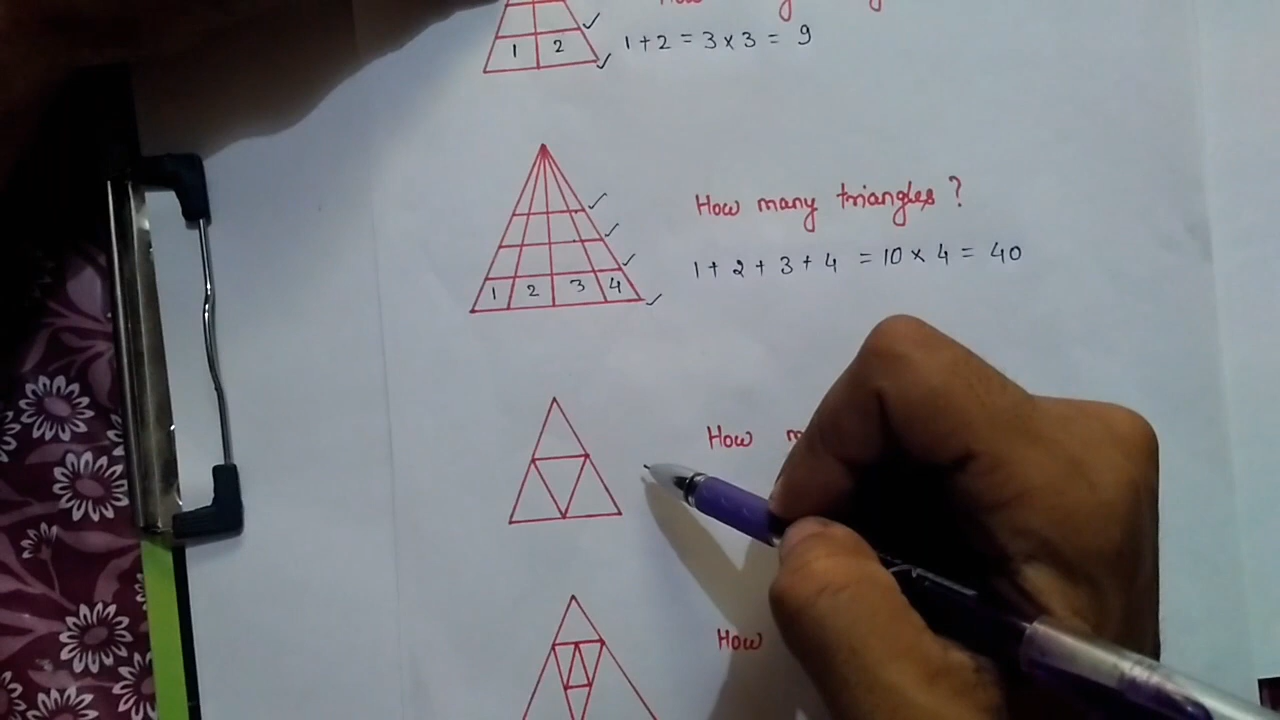 1 2
1 + 2 = 3 x 3 = 9
How many triangles ?
1 + 2 + 3 + 4 = 10 x 4 = 40
1 2 3 4
How
How